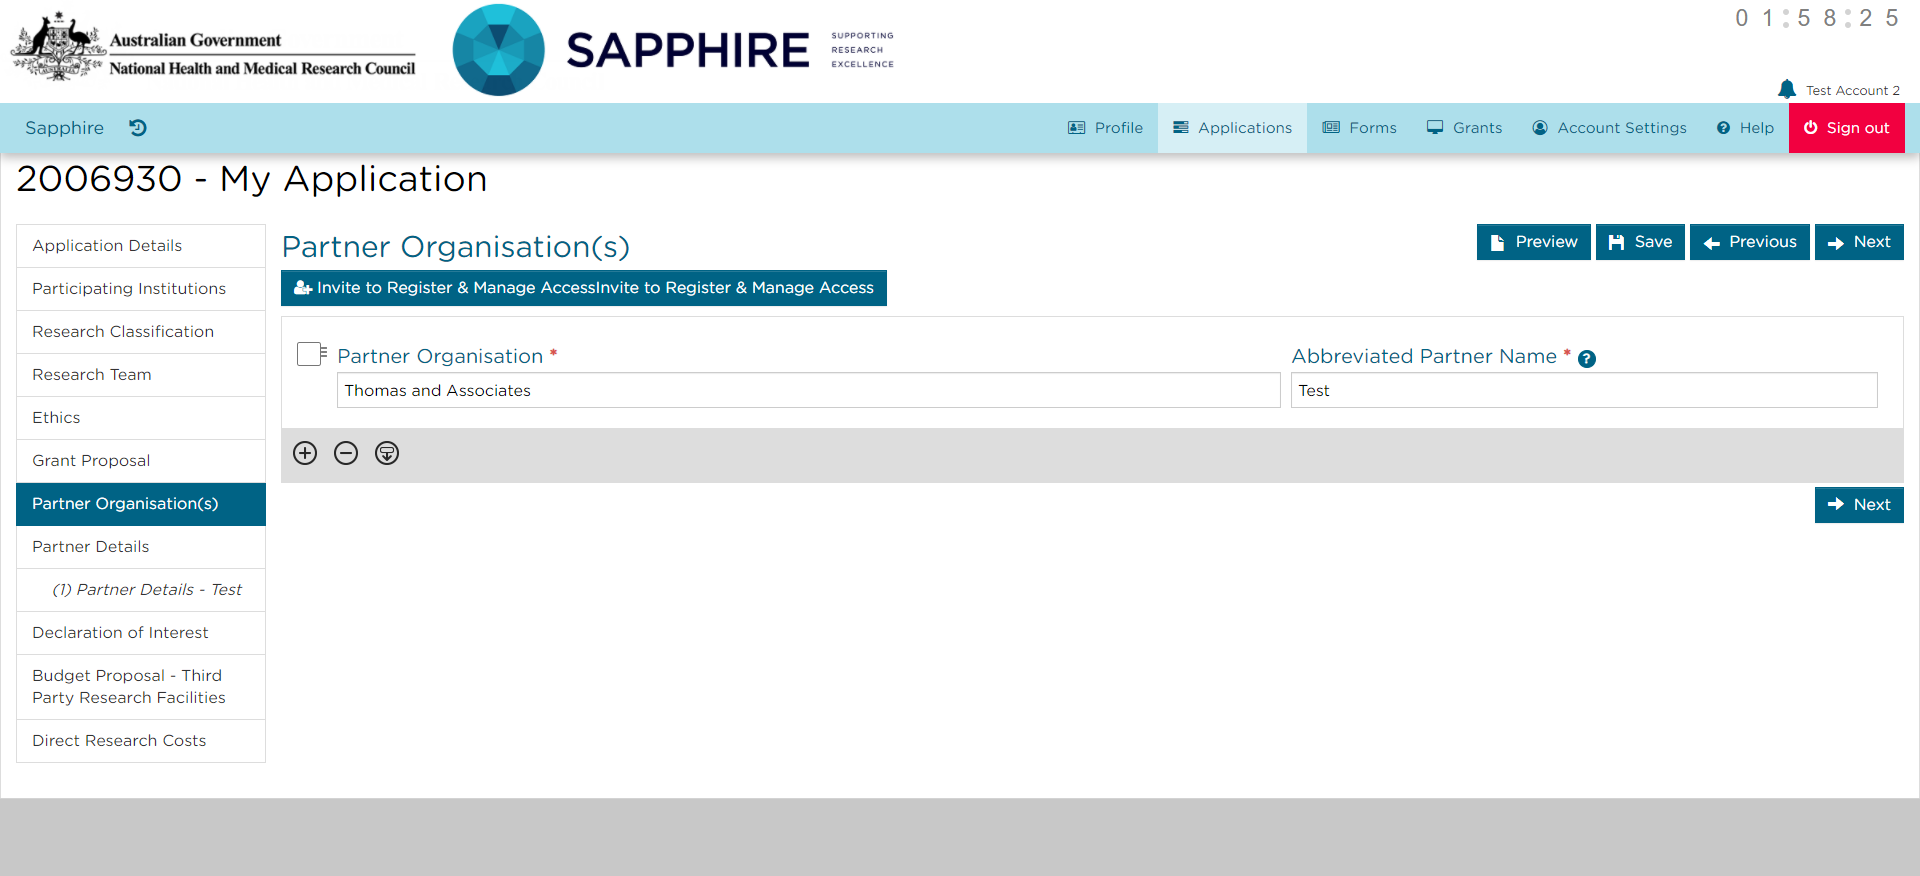 Australian Government
National Health and Medical Research Council
SAPPHIRE
SUPPORTING
RESEARCH
EXCELLENCE
01:58:25
Test Account 2
Sapphire
Profile
Applications
Forms
Grants
Account Settings
Help
Sign out
2006930 - My Application
Application Details
Participating Institutions
Research Classification
Research Team
Ethics
Grant Proposal
Partner Organisation(s)
Partner Details
(1) Partner Details - Test
Declaration of Interest
Budget Proposal - Third
Party Research Facilities
Direct Research Costs
Partner Organisation(s)
Preview
Save
Previous
Next
Invite to Register & Manage AccessInvite to Register & Manage Access
Partner Organisation *
Abbreviated Partner Name * ?
Thomas and Associates
Test
Next